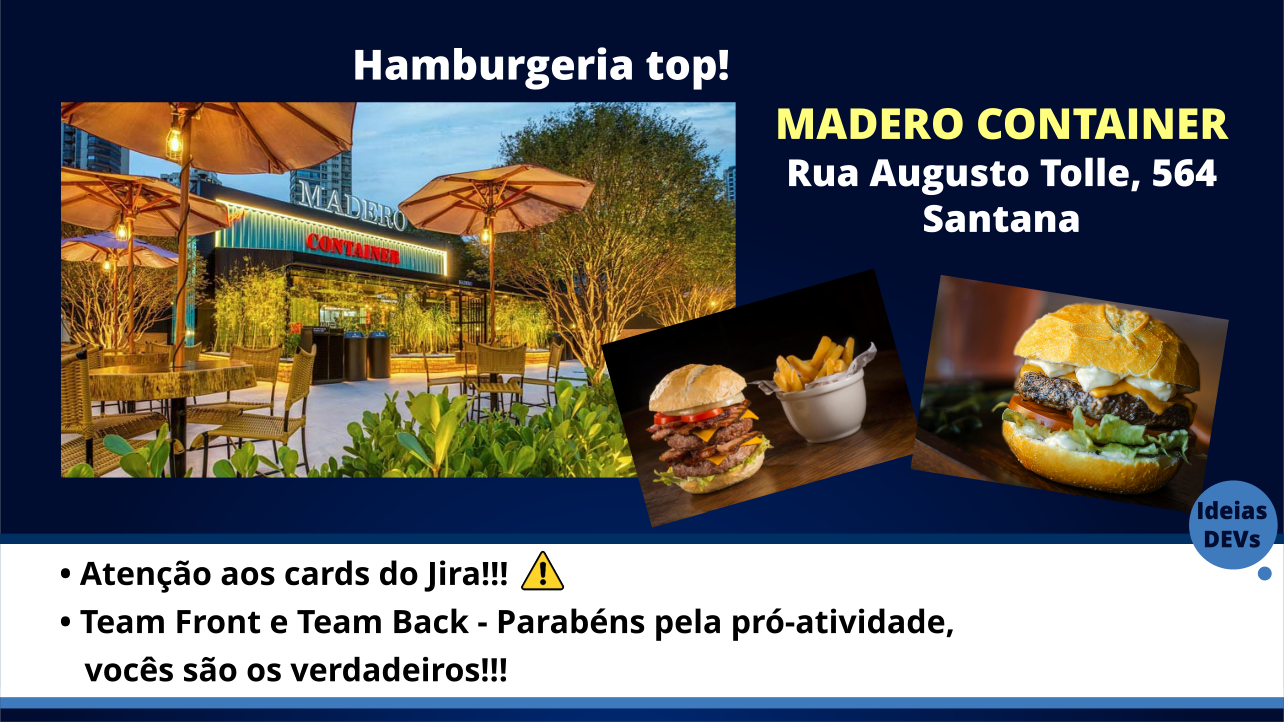 Hamburgeria top!
MADERO CONTAINER
Rua Augusto Tolle, 564
Santana
MADERO
CONTAINER
Ideias
DEVs
• Atenção aos cards do Jira!!!
• Team Front e Team Back - Parabéns pela pró-atividade,
vocês são os verdadeiros!!!